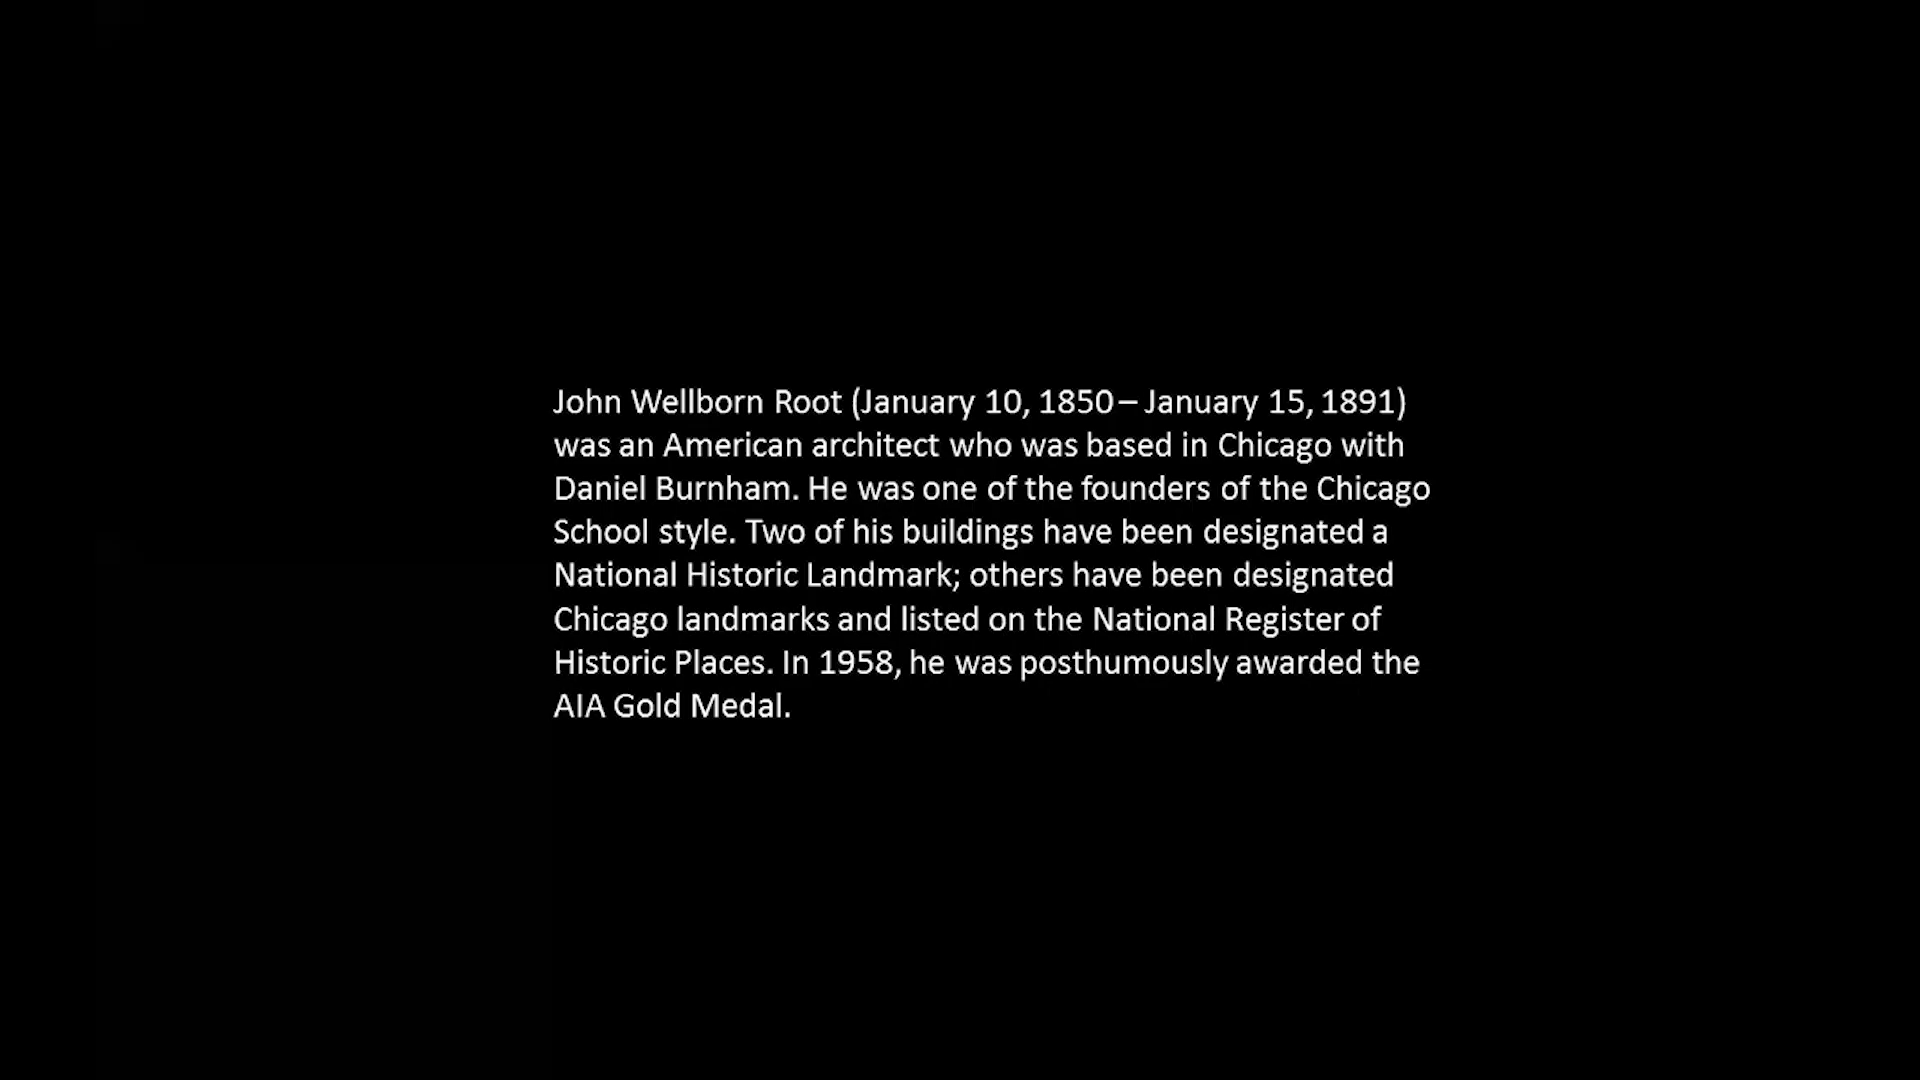 John Wellborn Root (January 10, 1850 – January 15, 1891)
was an American architect who was based in Chicago with
Daniel Burnham. He was one of the founders of the Chicago
School style. Two of his buildings have been designated a
National Historic Landmark; others have been designated
Chicago landmarks and listed on the National Register of
Historic Places. In 1958, he was posthumously awarded the
AIA Gold Medal.